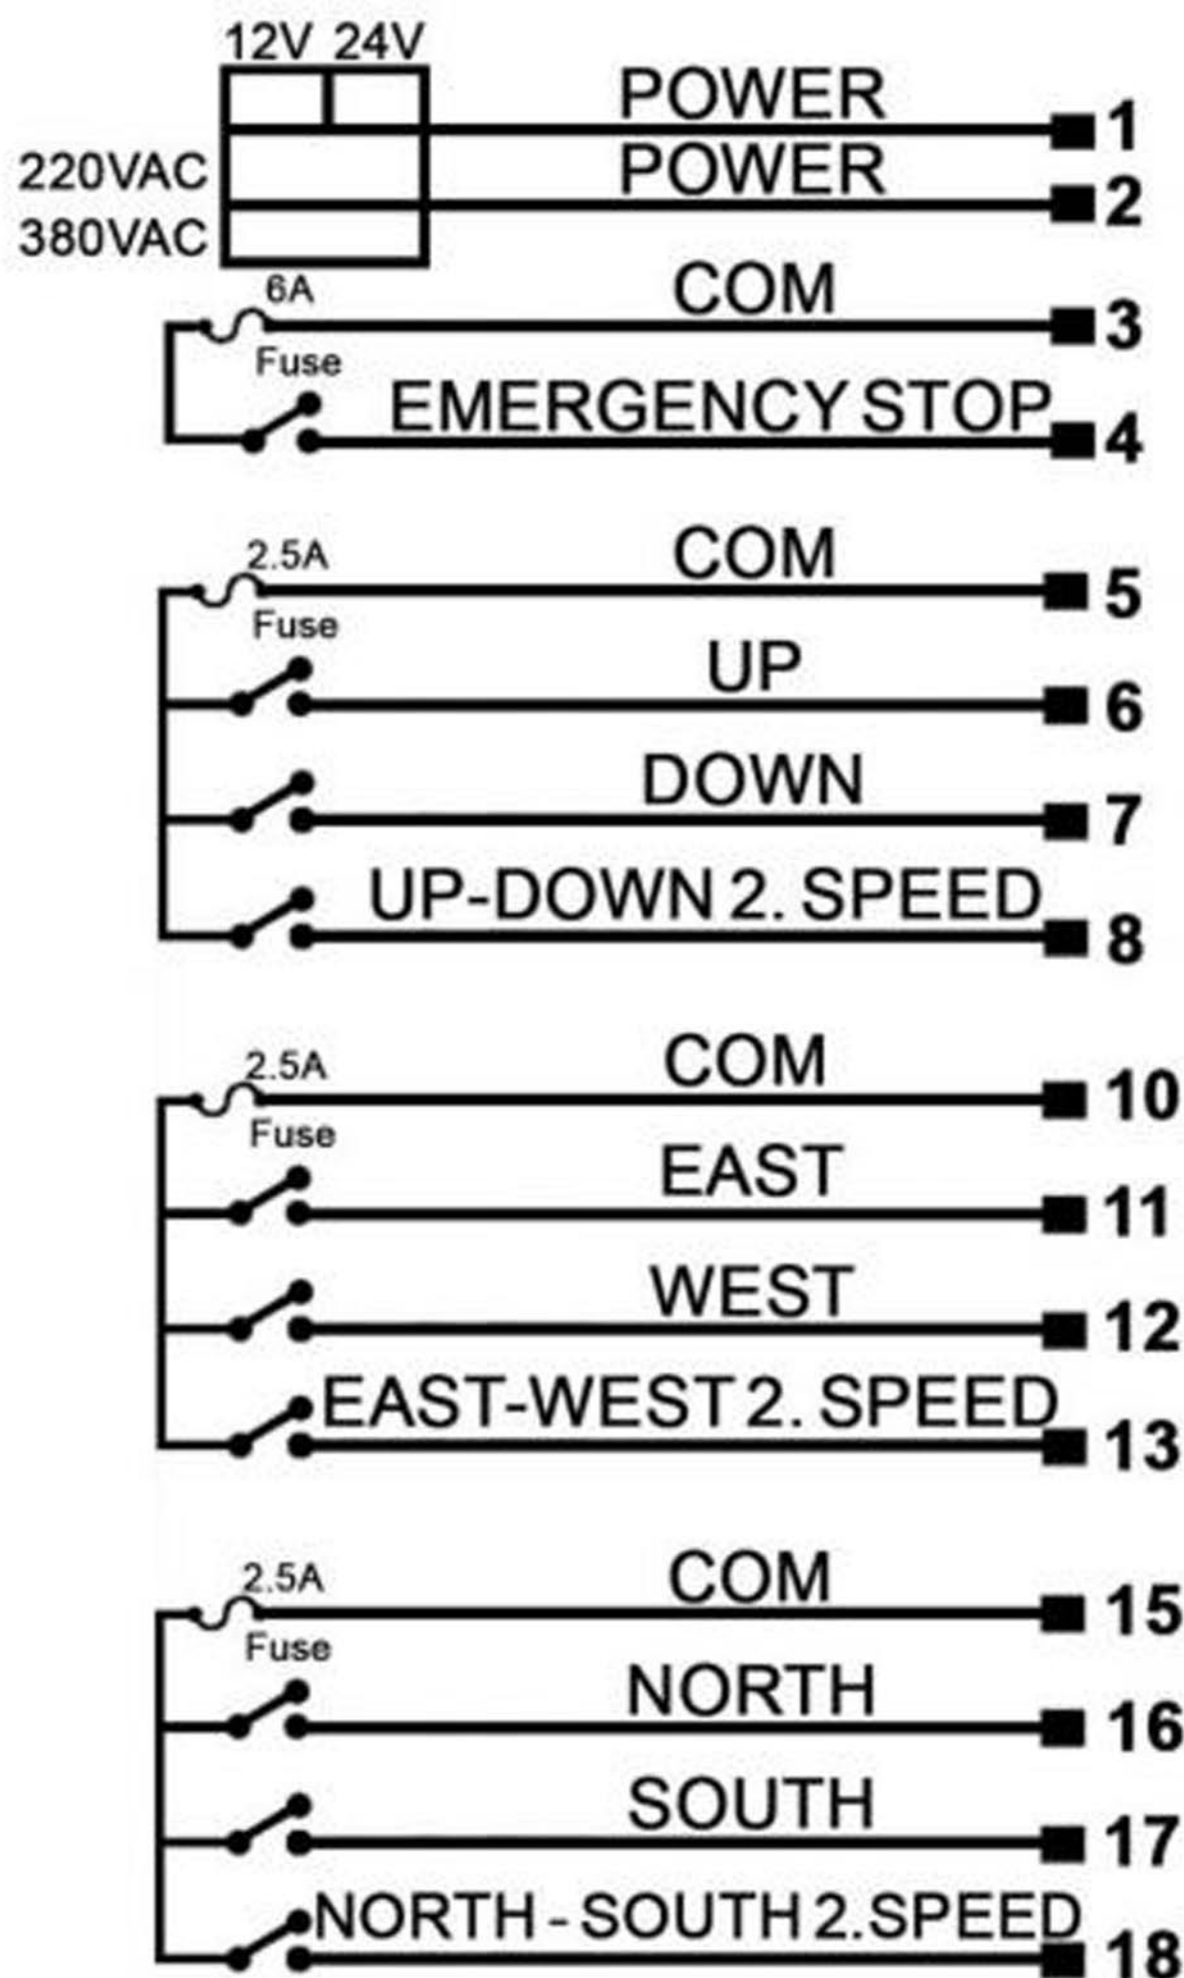 12V 24V
POWER 1
220VAC
POWER 2
380VAC
6A
COM 3
Fuse
EMERGENCY STOP 4
2.5A
COM 5
Fuse
UP 6
DOWN 7
UP-DOWN 2. SPEED 8
2.5A
COM 10
Fuse
EAST 11
WEST 12
EAST-WEST 2. SPEED 13
2.5A
COM 15
Fuse
NORTH 16
SOUTH 17
NORTH - SOUTH 2.SPEED 18